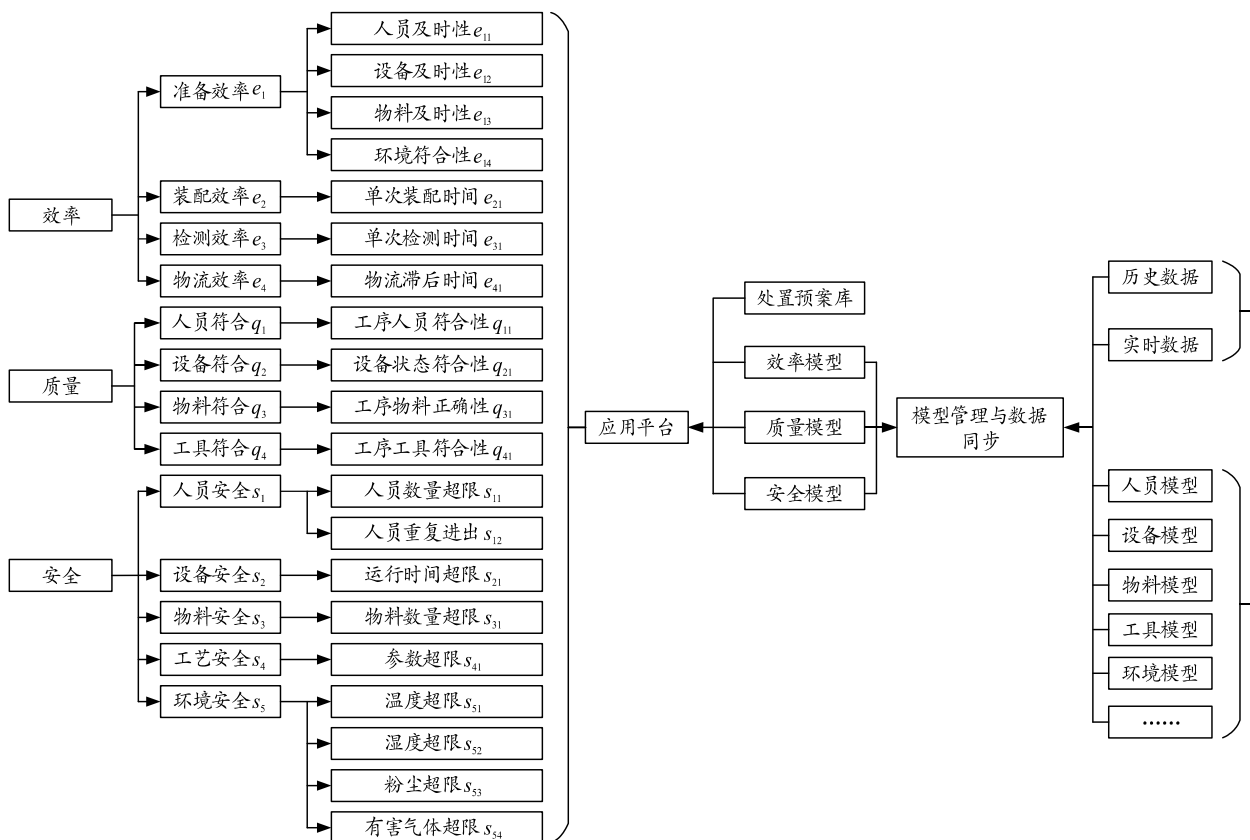 效率
准备效率e₁
人员及时性e₁₁
设备及时性e₁₂
物料及时性e₁₃
环境符合性e₁₄
装配效率e₂
单次装配时间e₂₁
检测效率e₃
单次检测时间e₃₁
物流效率e₄
物流滞后时间e₄₁
质量
人员符合q₁
工序人员符合性q₁₁
设备符合q₂
设备状态符合性q₂₁
物料符合q₃
工序物料正确性q₃₁
工具符合q₄
工序工具符合性q₄₁
安全
人员安全s₁
人员数量超限s₁₁
人员重复进出s₁₂
设备安全s₂
运行时间超限s₂₁
物料安全s₃
物料数量超限s₃₁
工艺安全s₄
参数超限s₄₁
环境安全s₅
温度超限s₅₁
湿度超限s₅₂
粉尘超限s₅₃
有害气体超限s₅₄
应用平台
处置预案库
效率模型
质量模型
安全模型
模型管理与数据
同步
历史数据
实时数据
人员模型
设备模型
物料模型
工具模型
环境模型
……